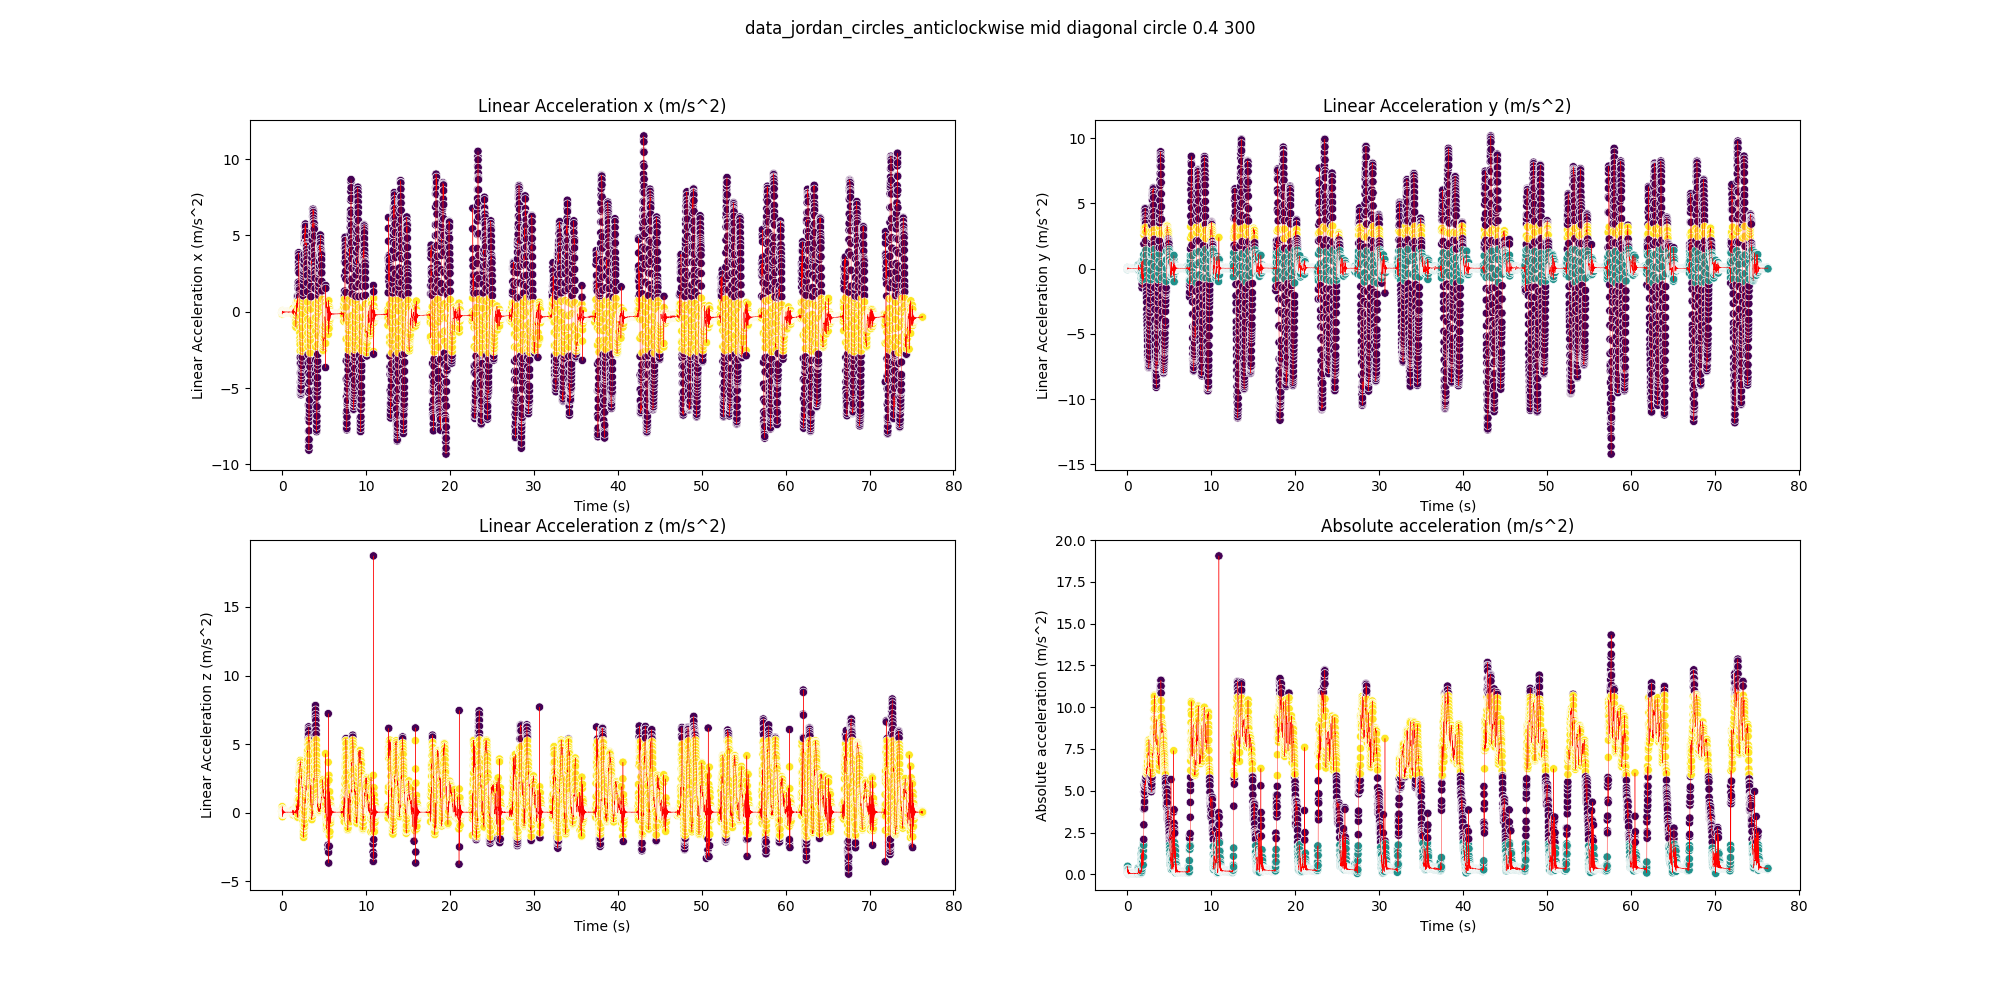 data_jordan_circles_anticlockwise mid diagonal circle 0.4 300
Linear Acceleration x (m/s^2)
Linear Acceleration x (m/s^2)
10
5
0
−5
−10
0 10 20 30 40 50 60 70 80
Time (s)
Linear Acceleration y (m/s^2)
Linear Acceleration y (m/s^2)
10
5
0
−5
−10
−15
0 10 20 30 40 50 60 70 80
Time (s)
Linear Acceleration z (m/s^2)
Linear Acceleration z (m/s^2)
15
10
5
0
−5
0 10 20 30 40 50 60 70 80
Time (s)
Absolute acceleration (m/s^2)
Absolute acceleration (m/s^2)
20.0
17.5
15.0
12.5
10.0
7.5
5.0
2.5
0.0
0 10 20 30 40 50 60 70 80
Time (s)